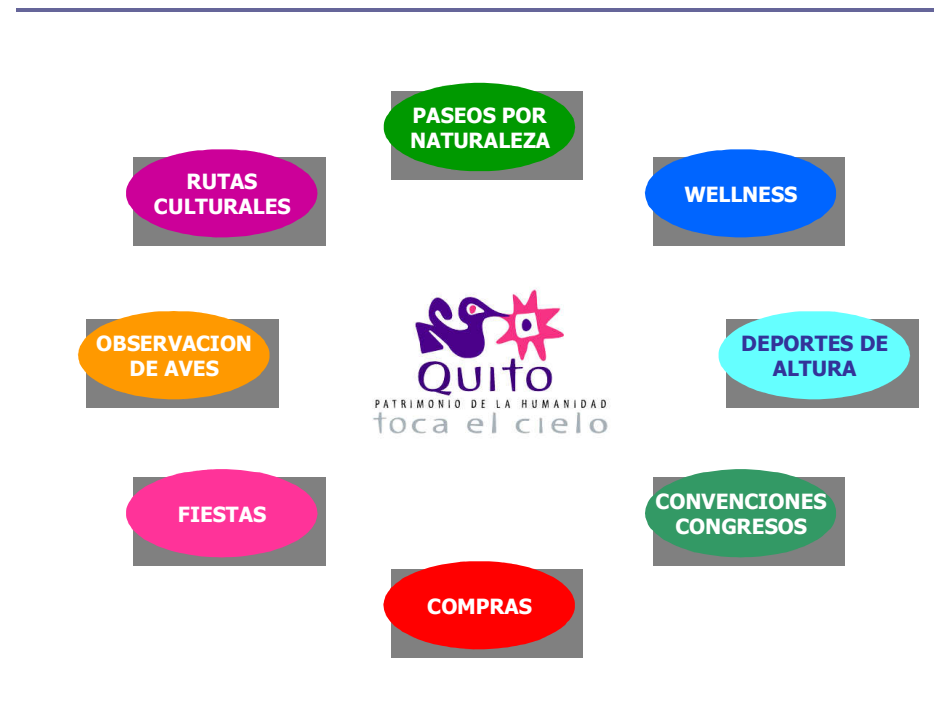 PASEOS POR
NATURALEZA
RUTAS
CULTURALES
WELLNESS
OBSERVACION
DE AVES
DEPORTES DE
ALTURA
Quito
PATRIMONIO DE LA HUMANIDAD
toca el cielo
FIESTAS
CONVENCIONES
CONGRESOS
COMPRAS